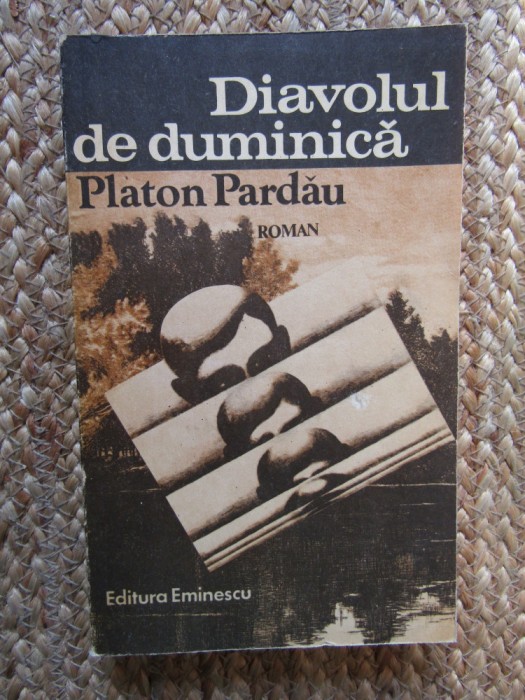 Diavolul
de duminică
Platon Pardău
ROMAN
Editura Eminescu